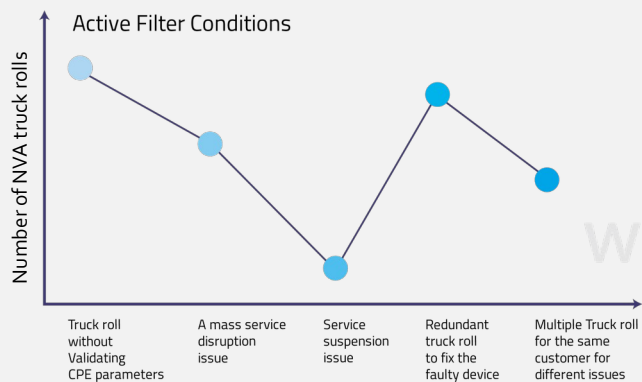 Active Filter Conditions
Number of NVA truck rolls
W
Truck roll
without
Validating
CPE parameters
A mass service
disruption
issue
Service
suspension
issue
Redundant
truck roll
to fix the
faulty device
Multiple Truck roll
for the same
customer for
different issues